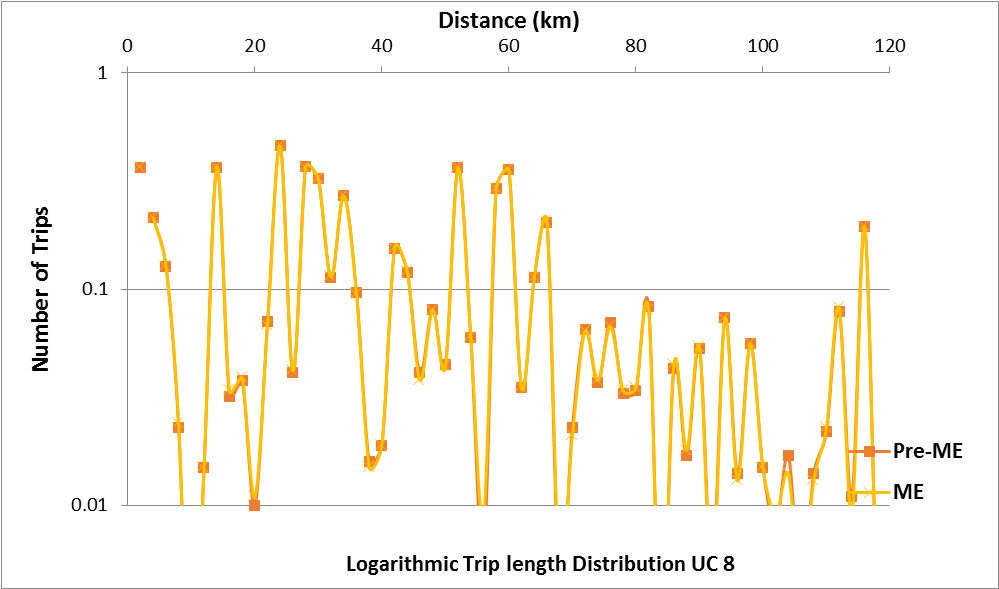 Distance (km)
0 20 40 60 80 100 120
1
0.1
0.01
Number of Trips
Pre-ME
ME
Logarithmic Trip length Distribution UC 8